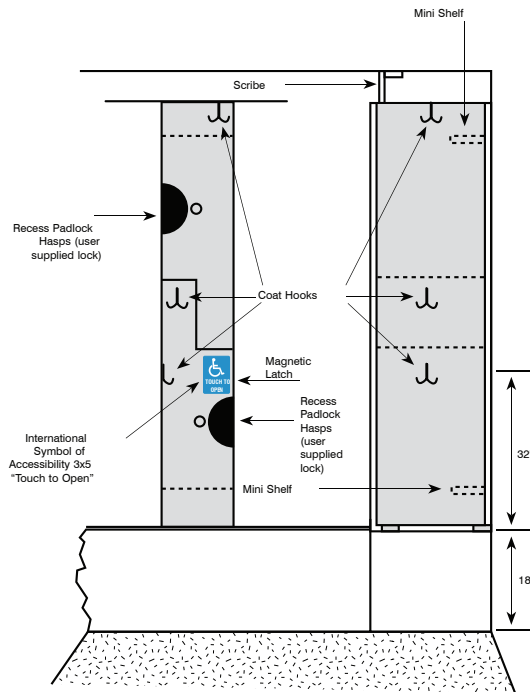 Mini Shelf
Scribe
Recess Padlock
Hasps (user
supplied lock)
Coat Hooks
TOUCH TO
OPEN
Magnetic
Latch
Recess
Padlock
Hasps
(user
supplied
lock)
International
Symbol of
Accessibility 3x5
“Touch to Open”
Mini Shelf
32
18